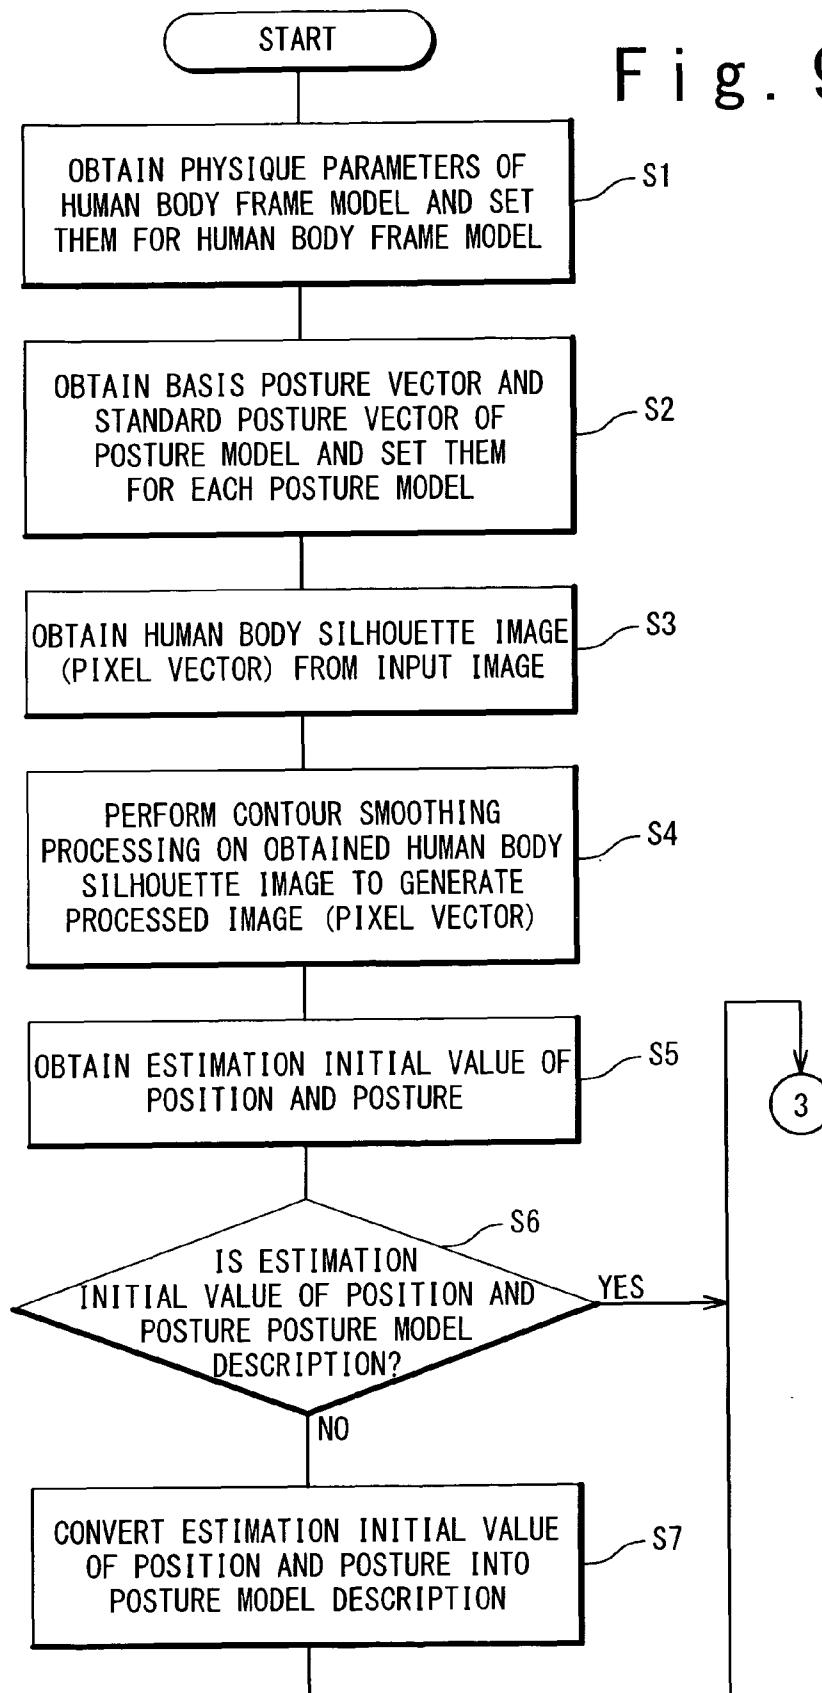 START
Fig. 9
OBTAIN PHYSIQUE PARAMETERS OF
HUMAN BODY FRAME MODEL AND SET
THEM FOR HUMAN BODY FRAME MODEL
S1
OBTAIN BASIS POSTURE VECTOR AND
STANDARD POSTURE VECTOR OF
POSTURE MODEL AND SET THEM
FOR EACH POSTURE MODEL
S2
OBTAIN HUMAN BODY SILHOUETTE IMAGE
(PIXEL VECTOR) FROM INPUT IMAGE
S3
PERFORM CONTOUR SMOOTHING
PROCESSING ON OBTAINED HUMAN BODY
SILHOUETTE IMAGE TO GENERATE
PROCESSED IMAGE (PIXEL VECTOR)
S4
OBTAIN ESTIMATION INITIAL VALUE OF
POSITION AND POSTURE
S5
3
S6
IS ESTIMATION
INITIAL VALUE OF POSITION AND
POSTURE POSTURE MODEL
DESCRIPTION?
YES
NO
CONVERT ESTIMATION INITIAL VALUE
OF POSITION AND POSTURE INTO
POSTURE MODEL DESCRIPTION
S7